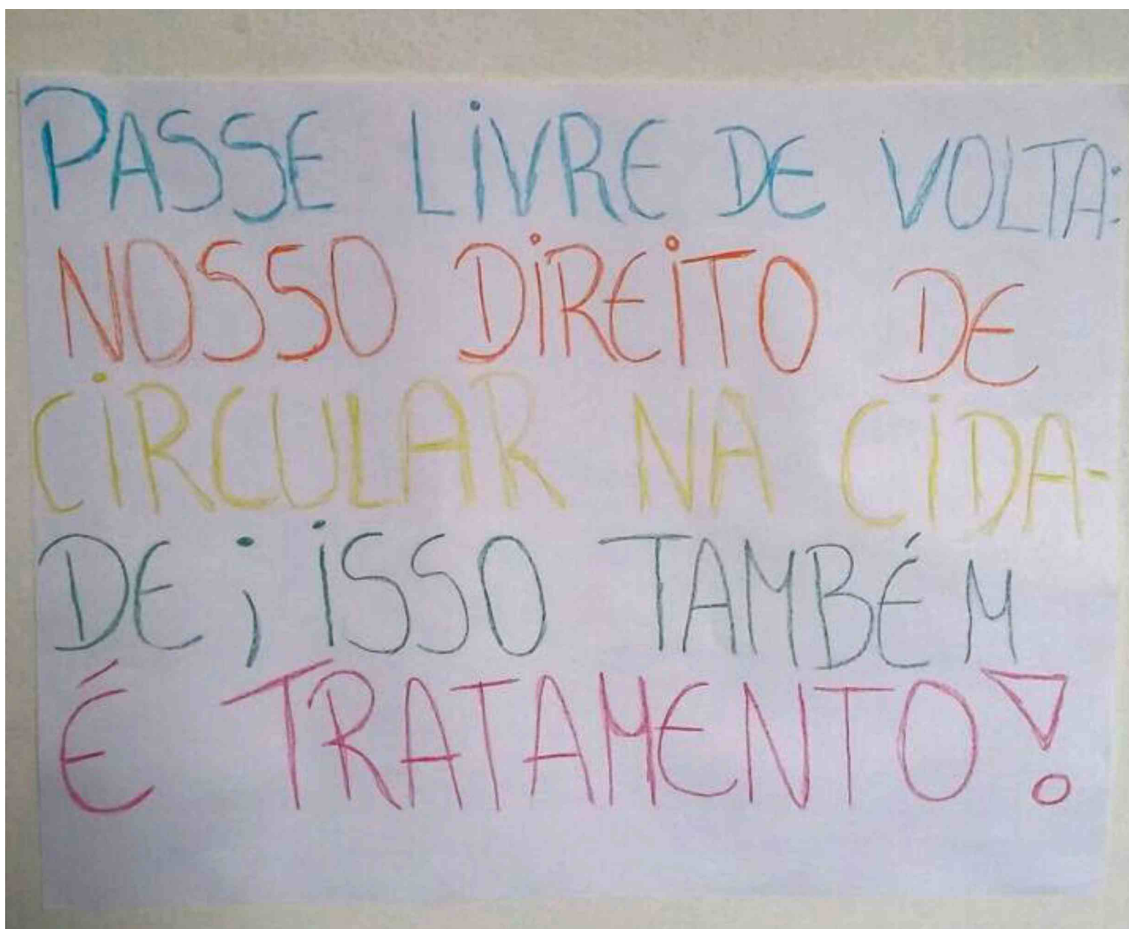 PASSE LIVRE DE VOLTA:
NOSSO DIREITO DE
CIRCULAR NA CIDA-
DE; ISSO TAMBÉM
É TRATAMENTO!